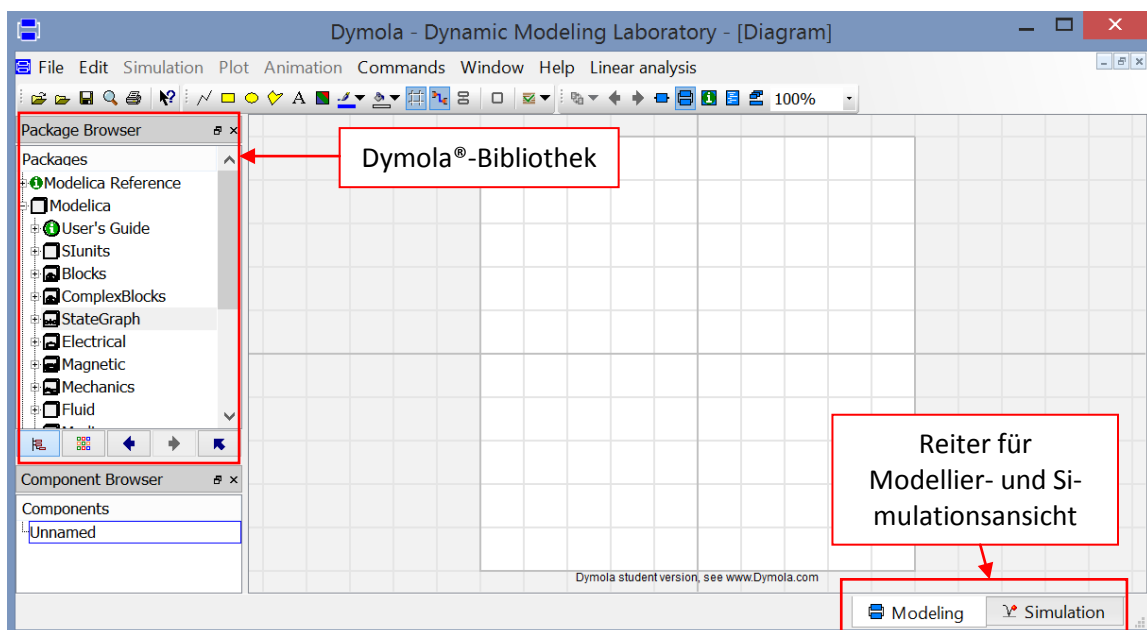 Dymola - Dynamic Modeling Laboratory - [Diagram]
File Edit Simulation Plot Animation Commands Window Help Linear analysis
A 100%
Package Browser
Packages
Modelica Reference
Modelica
User's Guide
SIunits
Blocks
ComplexBlocks
StateGraph
Electrical
Magnetic
Mechanics
Fluid
Dymola®-Bibliothek
Component Browser
Components
Unnamed
Reiter für
Modellier- und Si-
mulationsansicht
Dymola student version, see www.Dymola.com
Modeling Simulation